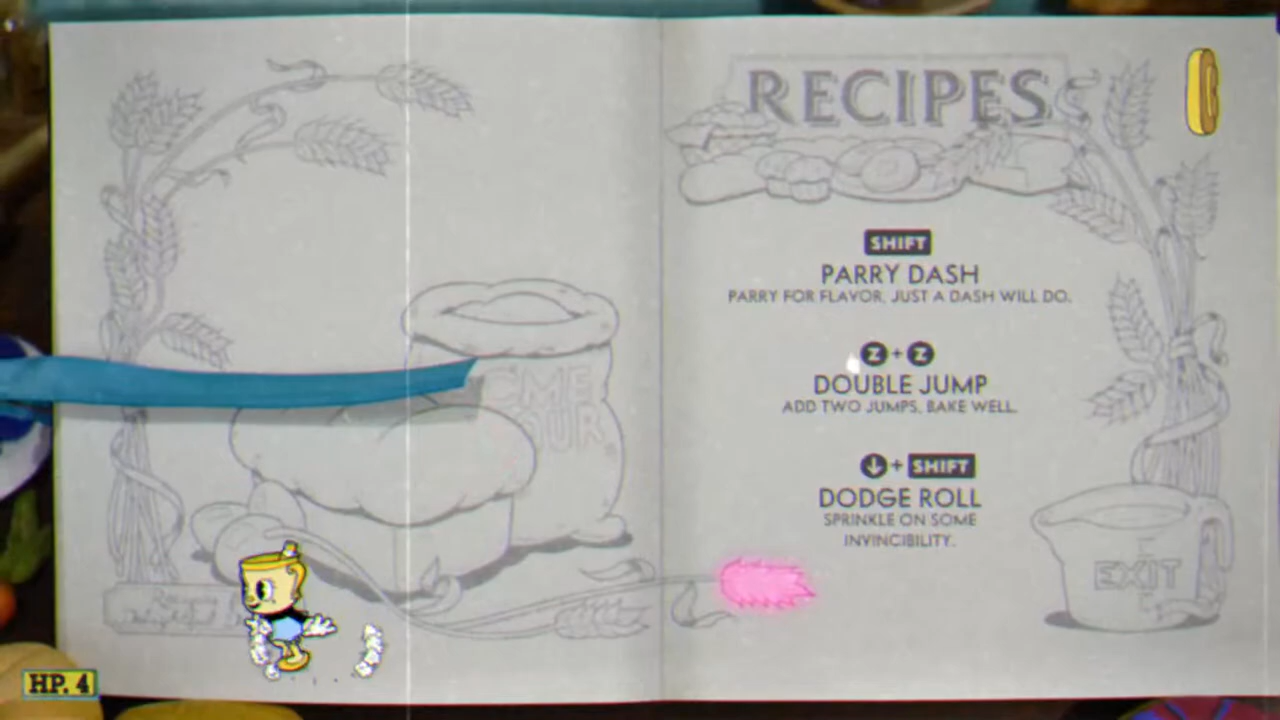 RECIPES
SHIFT
PARRY DASH
PARRY FOR FLAVOR, JUST A DASH WILL DO.
Z + Z
DOUBLE JUMP
ADD TWO JUMPS, BAKE WELL.
↓ + SHIFT
DODGE ROLL
SPRINKLE ON SOME
INVINCIBILITY.
EXIT
HP. 4